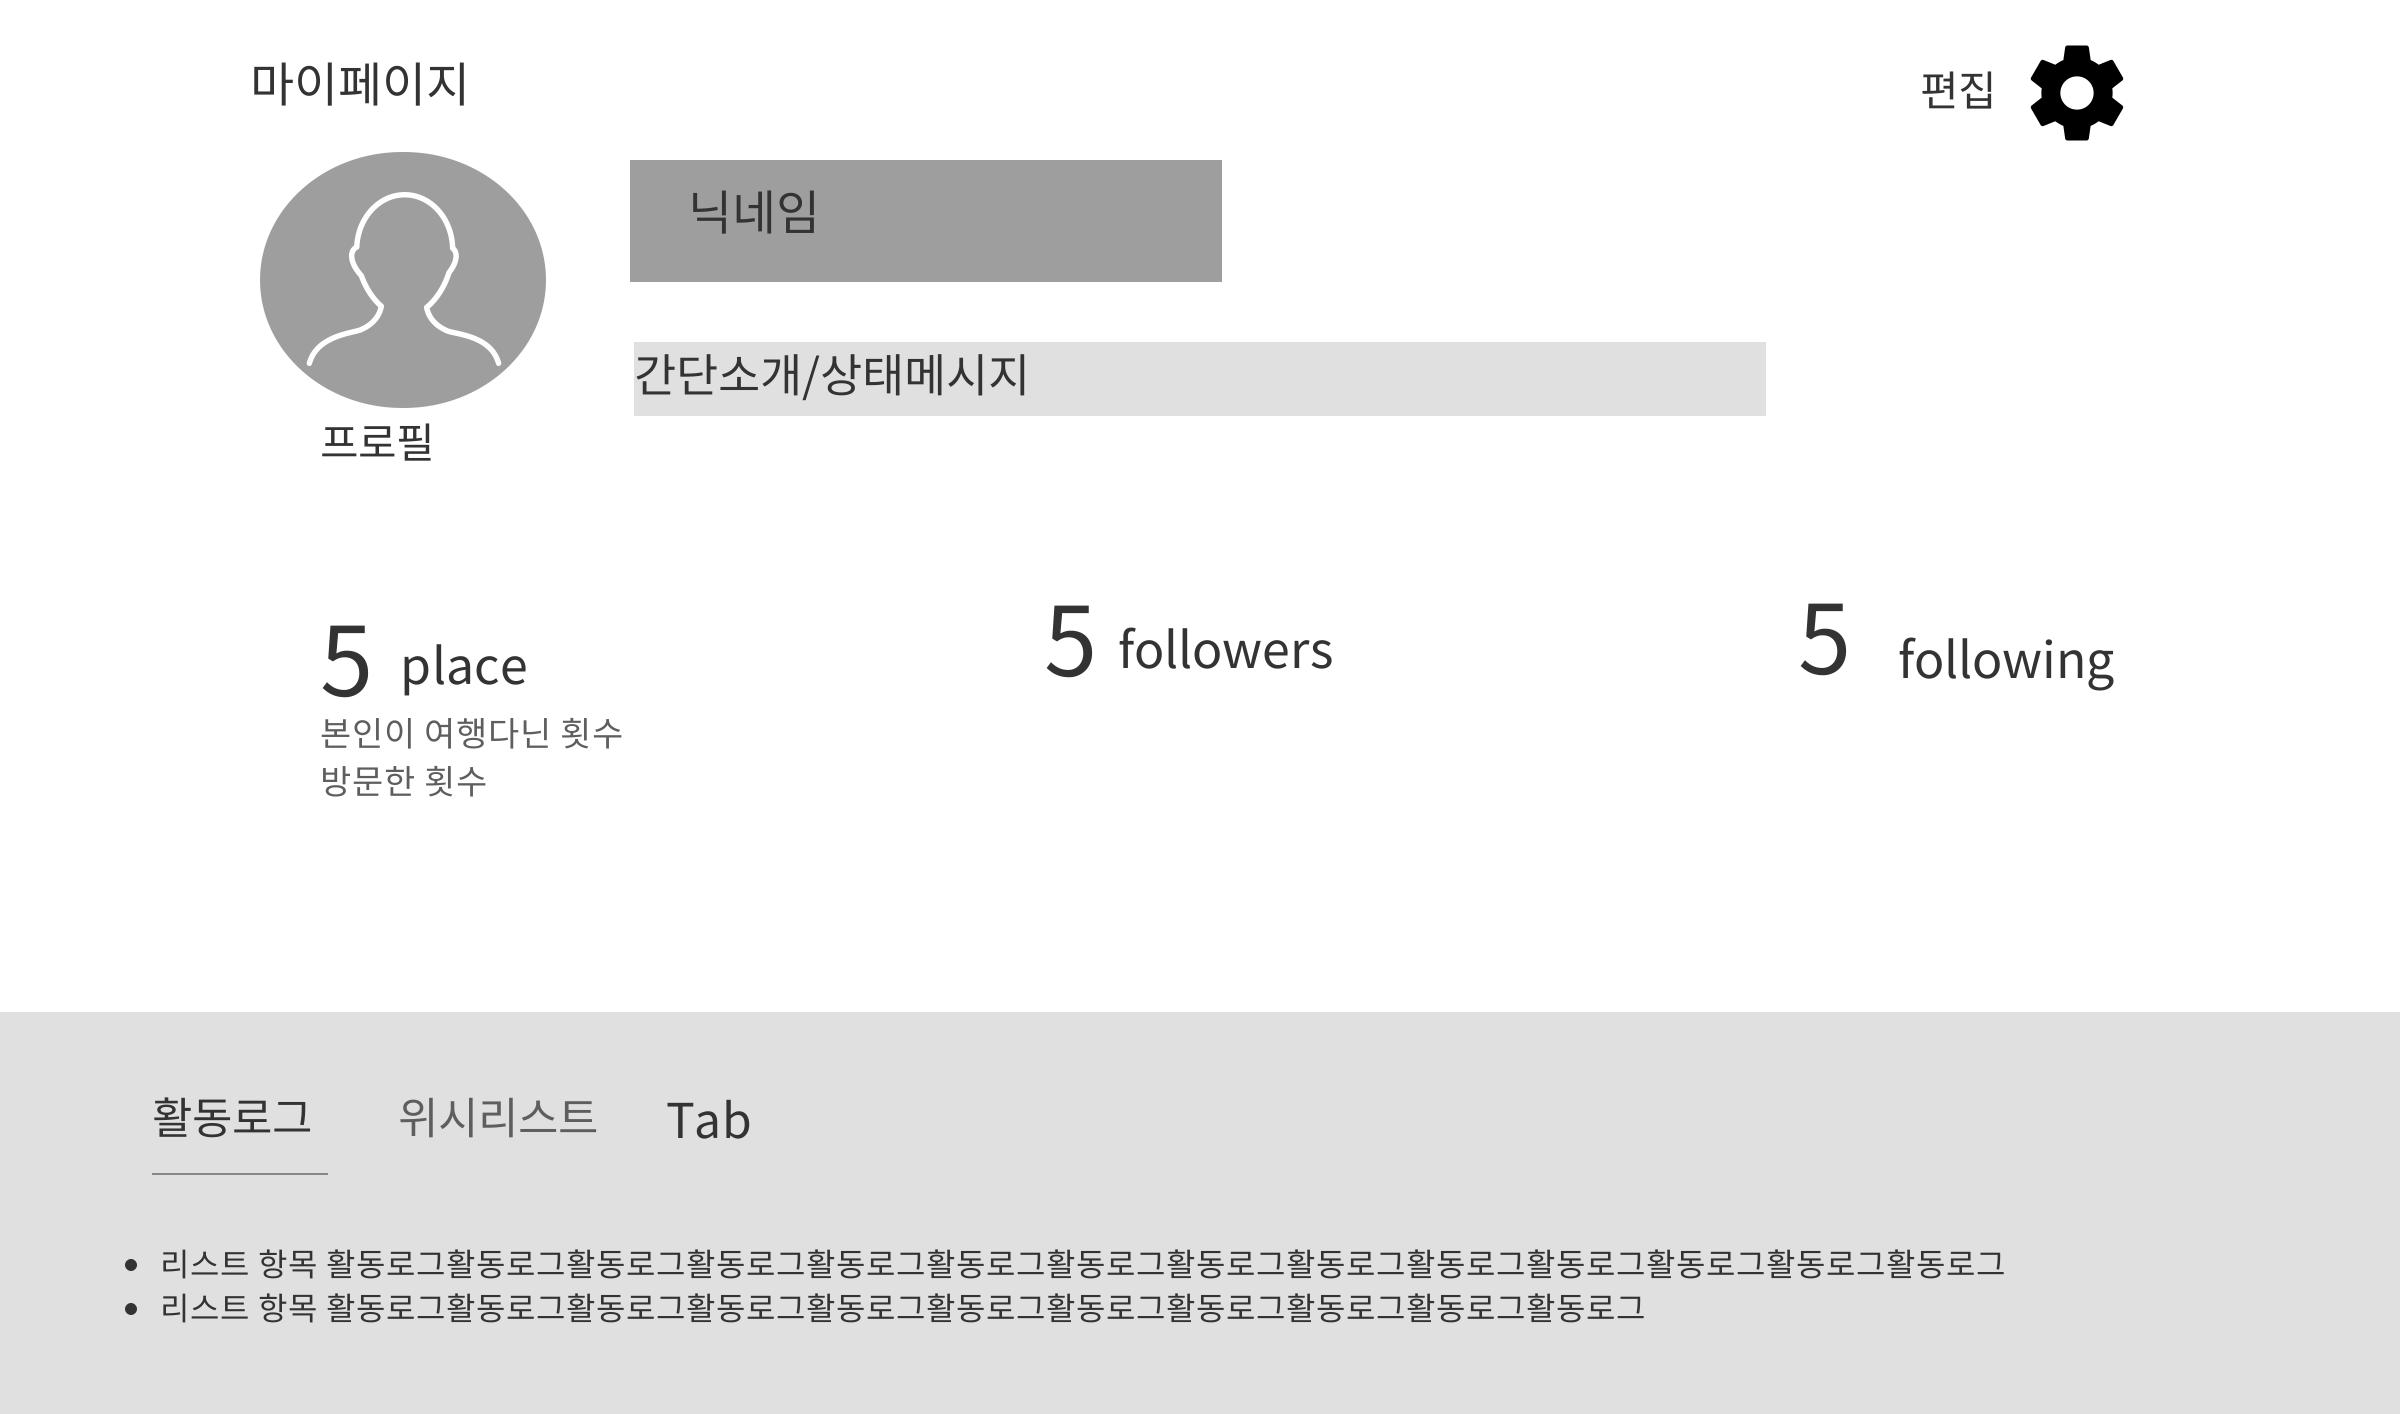 마이페이지
편집
닉네임
간단소개/상태메시지
프로필
5 place
5 followers
5 following
본인이 여행다닌 횟수
방문한 횟수
활동로그 위시리스트 Tab
• 리스트 항목 활동로그활동로그활동로그활동로그활동로그활동로그활동로그활동로그활동로그활동로그활동로그활동로그활동로그활동로그
• 리스트 항목 활동로그활동로그활동로그활동로그활동로그활동로그활동로그활동로그활동로그활동로그활동로그